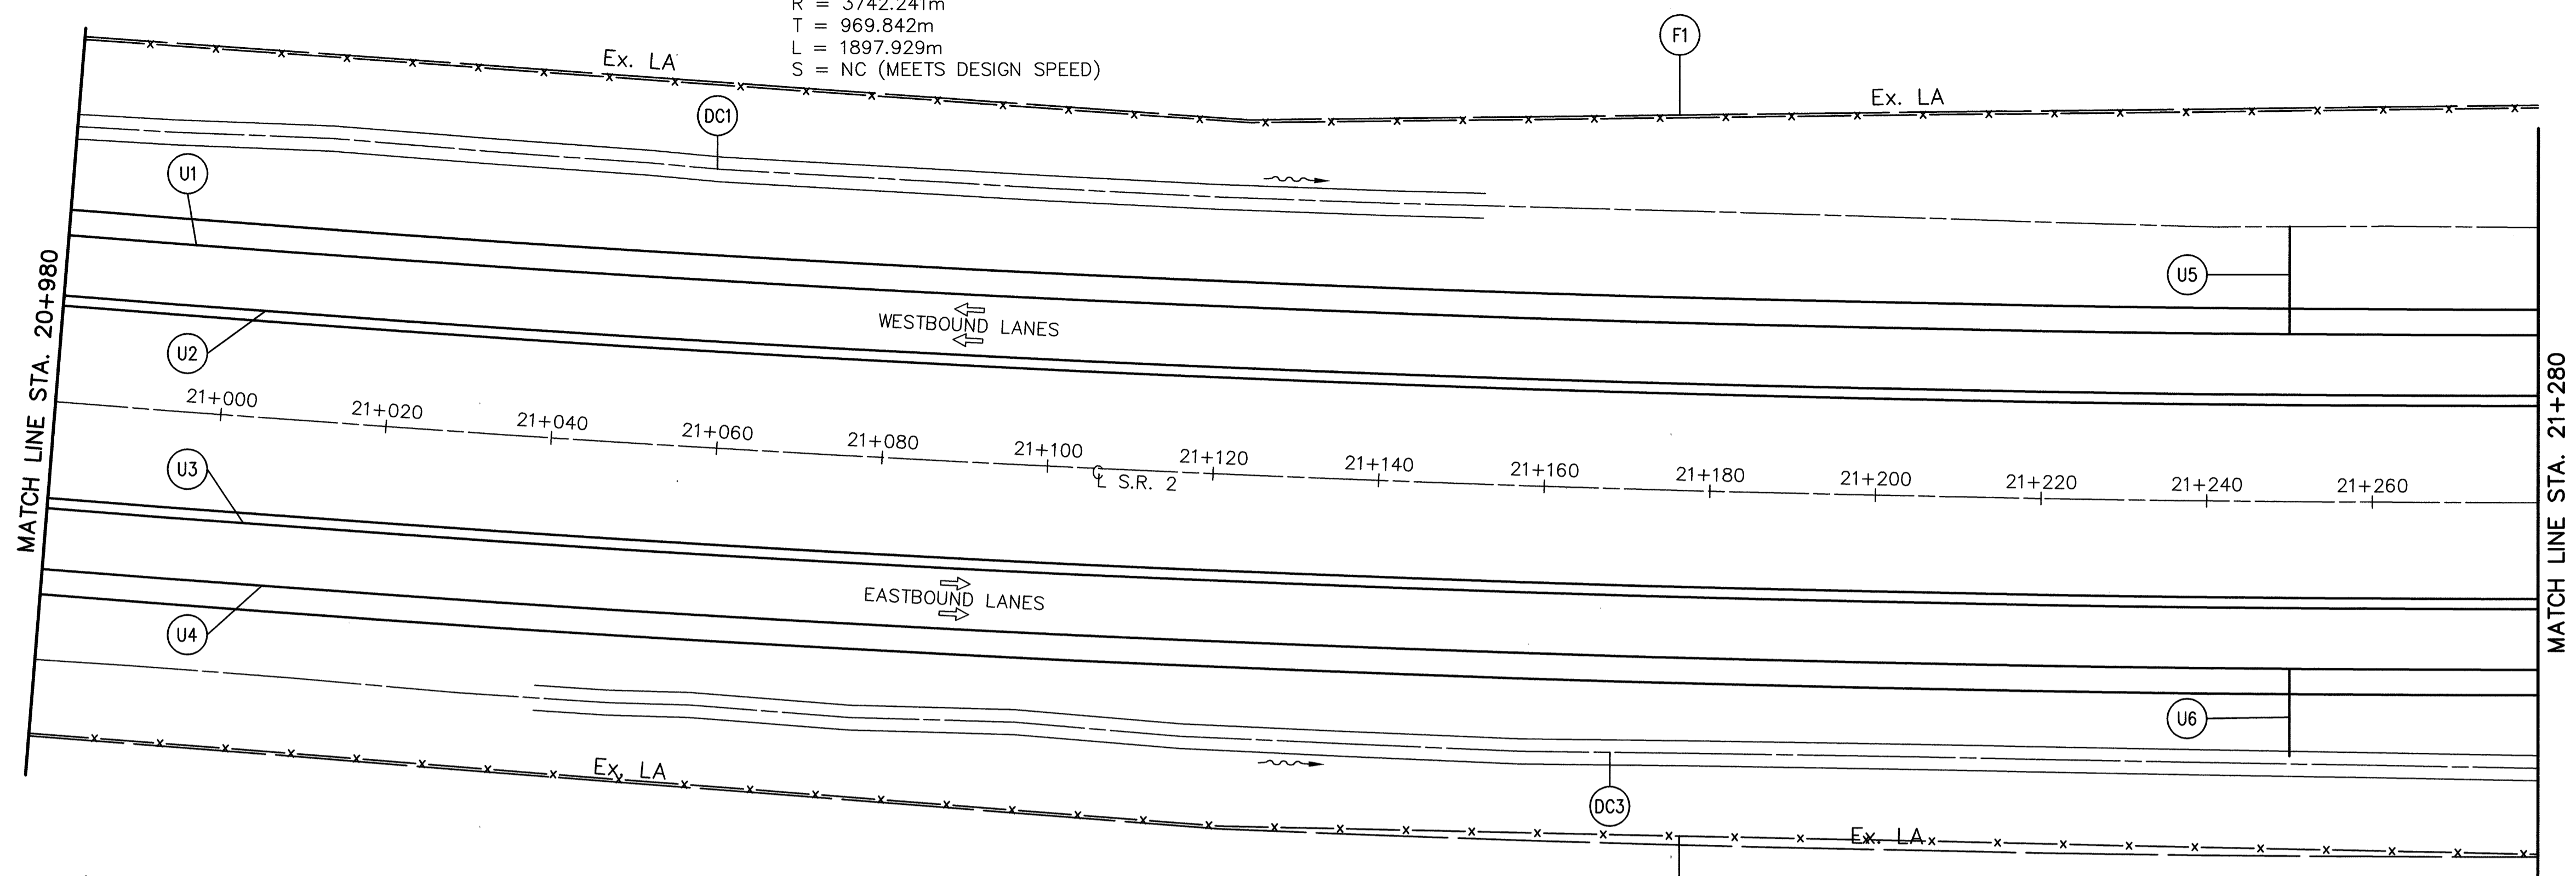 R = 3742.241m
T = 969.842m
L = 1897.929m
S = NC (MEETS DESIGN SPEED)
F1
Ex. LA
Ex. LA
DC1
U1
U5
WESTBOUND LANES
U2
MATCH LINE STA. 20+980
MATCH LINE STA. 21+280
21+000
21+020
21+040
21+060
21+080
21+100
21+120
21+140
21+160
21+180
21+200
21+220
21+240
21+260
℄ S.R. 2
U3
EASTBOUND LANES
U4
U6
Ex. LA
DC3
Ex. LA